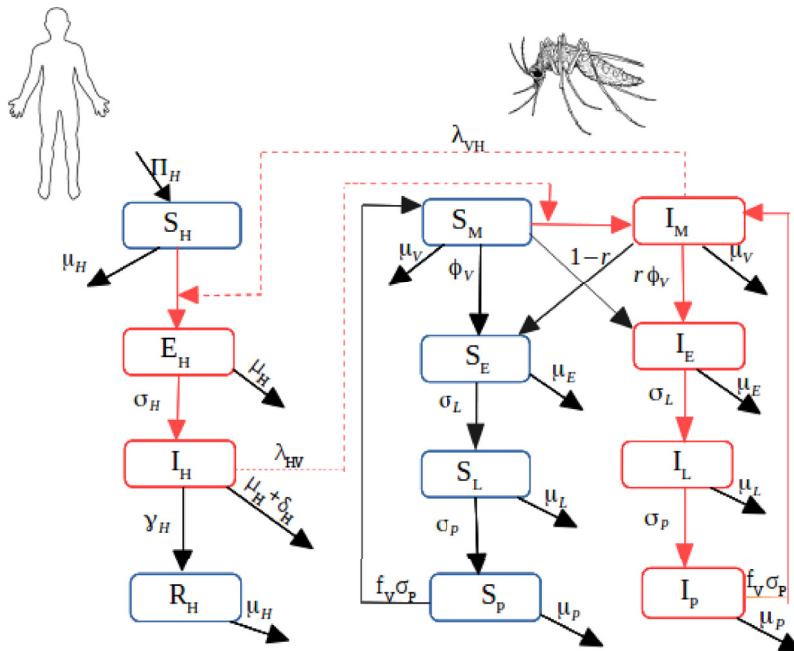 λVH
ΠH
SH
SM
IM
μH
μV
ϕV
1−r
rϕV
μV
EH
SE
IE
μH
μE
μE
σH
σL
σL
IH
λHV
SL
IL
μH+δH
μL
μL
γH
σP
σP
RH
fVσP
SP
IP
fVσP
μH
μP
μP